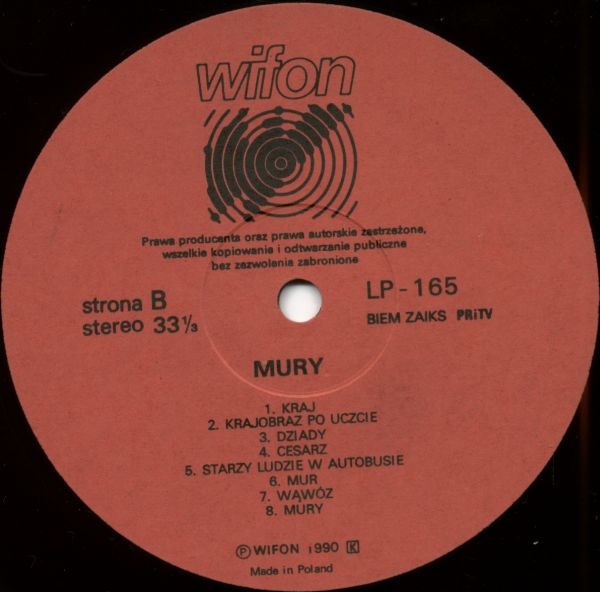 wifon
Prawa producenta oraz prawa autorskie zastrzeżone,
wszelkie kopiowanie i odtwarzanie publiczne
bez zezwolenia zabronione
strona B
stereo 33 1/3
LP - 165
BIEM ZAIKS PRiTV
MURY
1. KRAJ
2. KRAJOBRAZ PO UCZCIE
3. DZIADY
4. CESARZ
5. STARZY LUDZIE W AUTOBUSIE
6. MUR
7. WĄWÓZ
8. MURY
Ⓟ WIFON 1990 K
Made in Poland